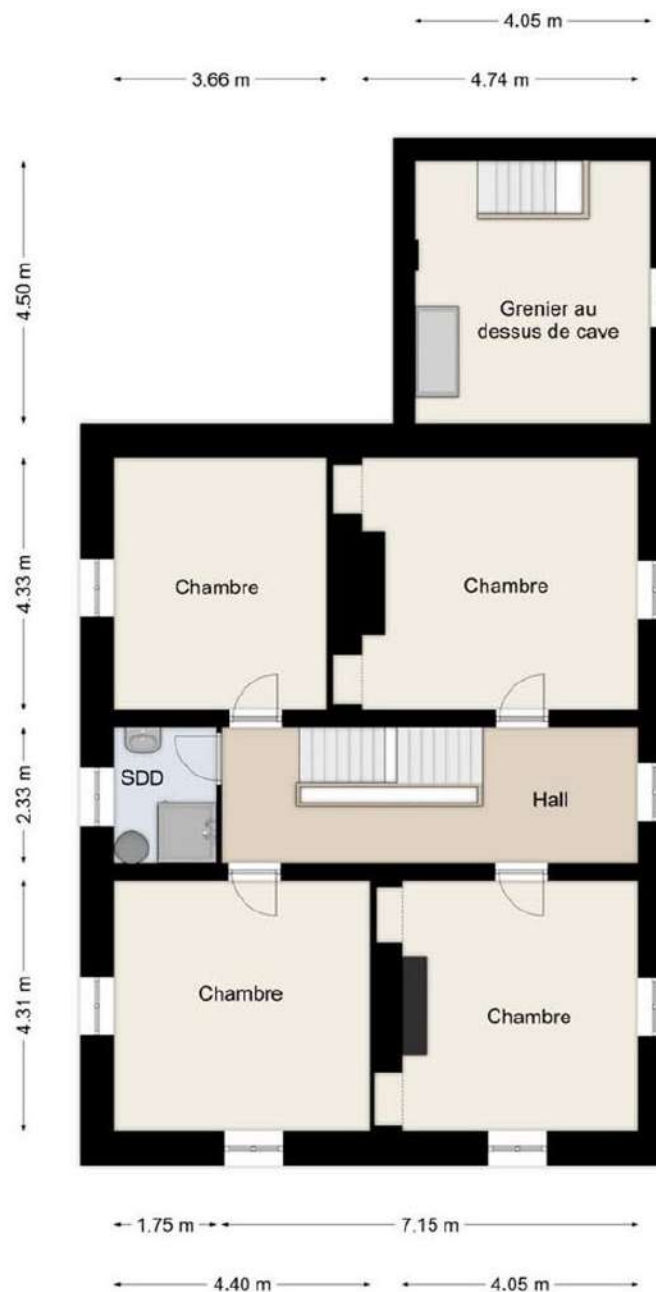 4.05 m
3.66 m
4.74 m
4.50 m
Grenier au
dessus de cave
4.33 m
Chambre
Chambre
2.33 m
SDD
Hall
4.31 m
Chambre
Chambre
1.75 m
7.15 m
4.40 m
4.05 m